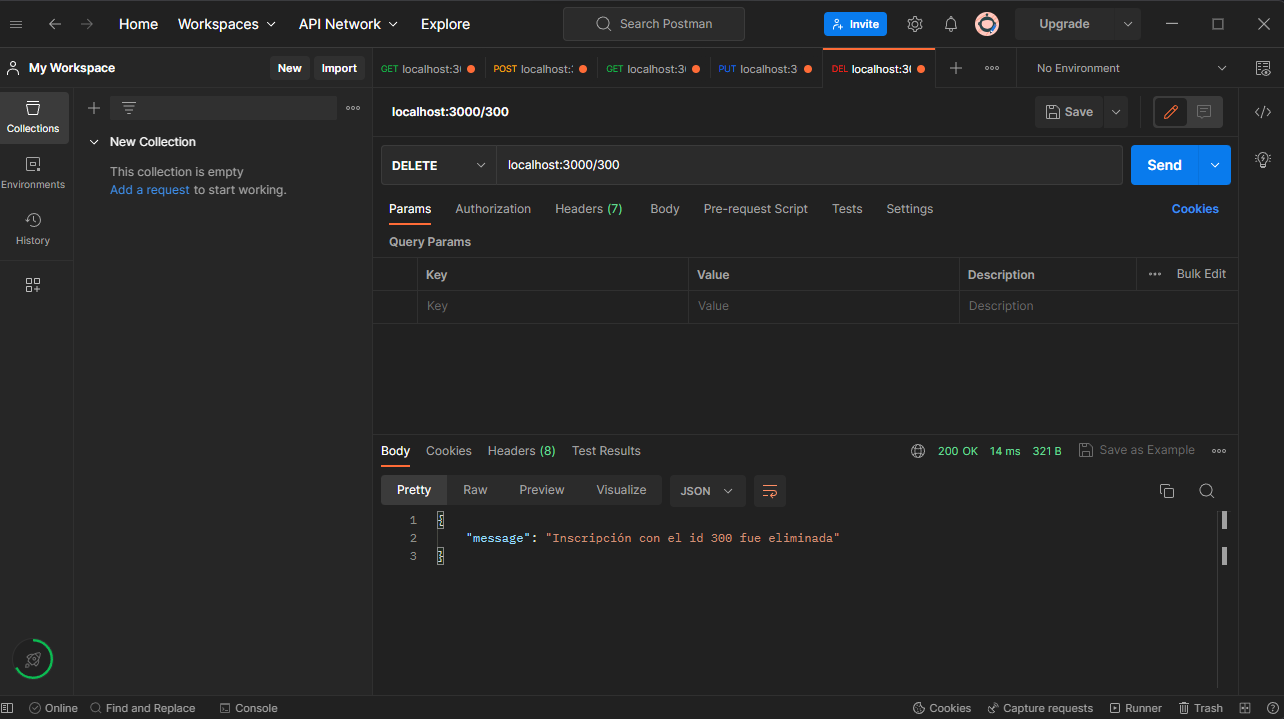 Home Workspaces API Network Explore Search Postman Invite Upgrade
My Workspace New Import GET localhost:30 POST localhost: GET localhost:30 PUT localhost:3 DEL localhost:30 No Environment
Collections
Environments
History
New Collection
This collection is empty
Add a request to start working.
localhost:3000/300 Save
DELETE localhost:3000/300 Send
Params Authorization Headers (7) Body Pre-request Script Tests Settings Cookies
Query Params
Key Value Description Bulk Edit
Key Value Description
Body Cookies Headers (8) Test Results 200 OK 14 ms 321 B Save as Example
Pretty Raw Preview Visualize JSON
1 {
2 "message": "Inscripción con el id 300 fue eliminada"
3 }
Online Find and Replace Console Cookies Capture requests Runner Trash